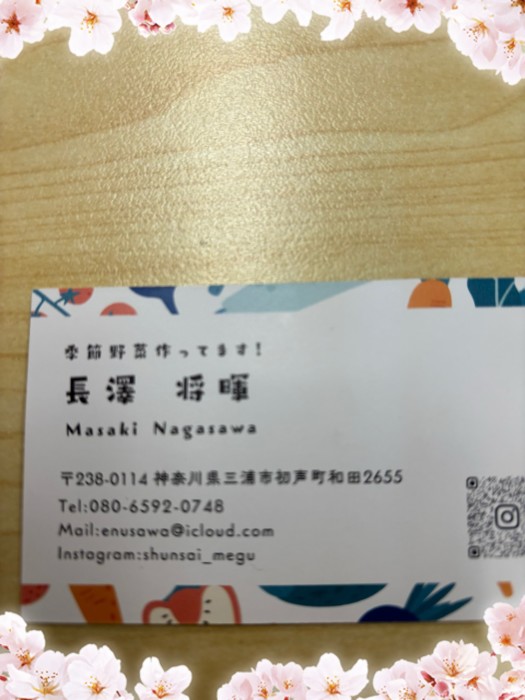 季節野菜作ってます!
長澤 将暉
Masaki Nagasawa
〒238-0114 神奈川県三浦市初声町和田2655
Tel:080-6592-0748
Mail:enusawa@icloud.com
Instagram:shunsai_megu